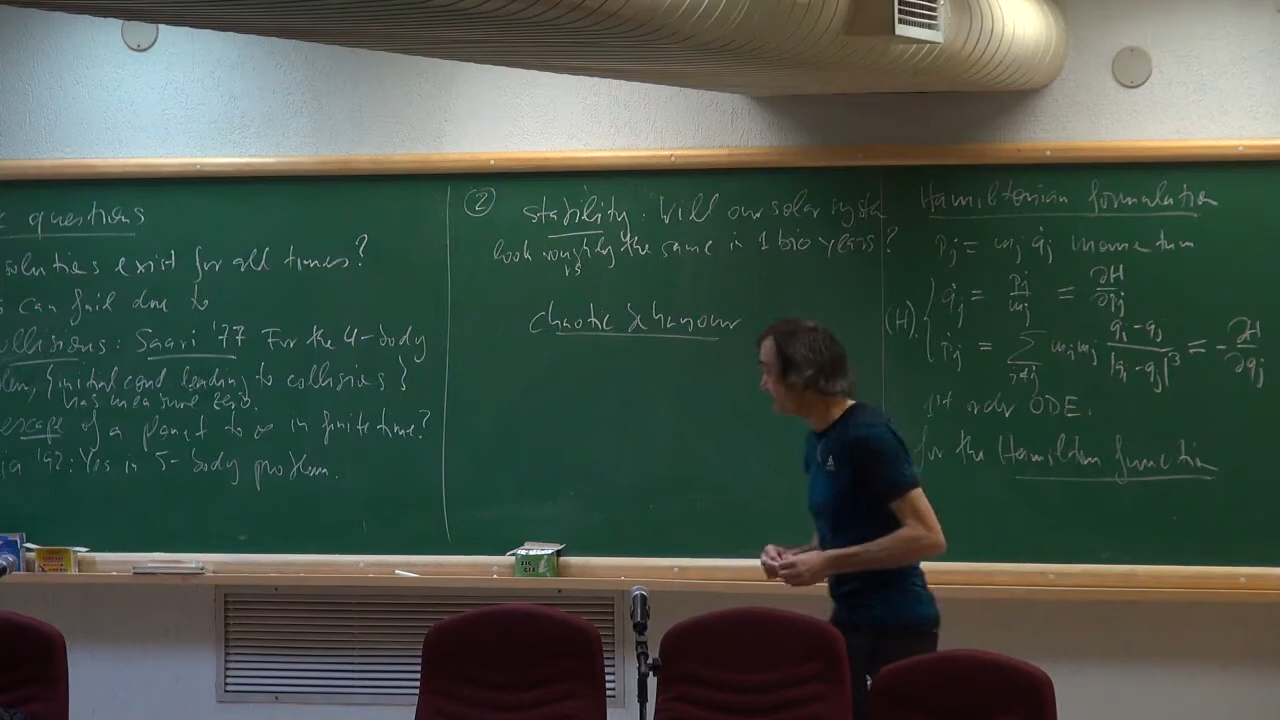 questions
solutions exist for all times?
can fail due to
collisions: Saari '77 For the 4-body
{initial cond leading to collisions}
has measure zero.
escape of a planet to ∞ in finite time?
'92: Yes in 5-body problem.
② stability. Will our solar system
look roughly the same in 1 bio years?
vs
chaotic behaviour
Hamiltonian formulation
p_j = m_j q̇_j momentum
(H). { q̇_j = p_j/m_j = ∂H/∂p_j
ṗ_j = Σ_{i≠j} m_i m_j (q_i - q_j)/|q_i - q_j|³ = -∂H/∂q_j
1st order ODE.
for the Hamilton function
ZIG